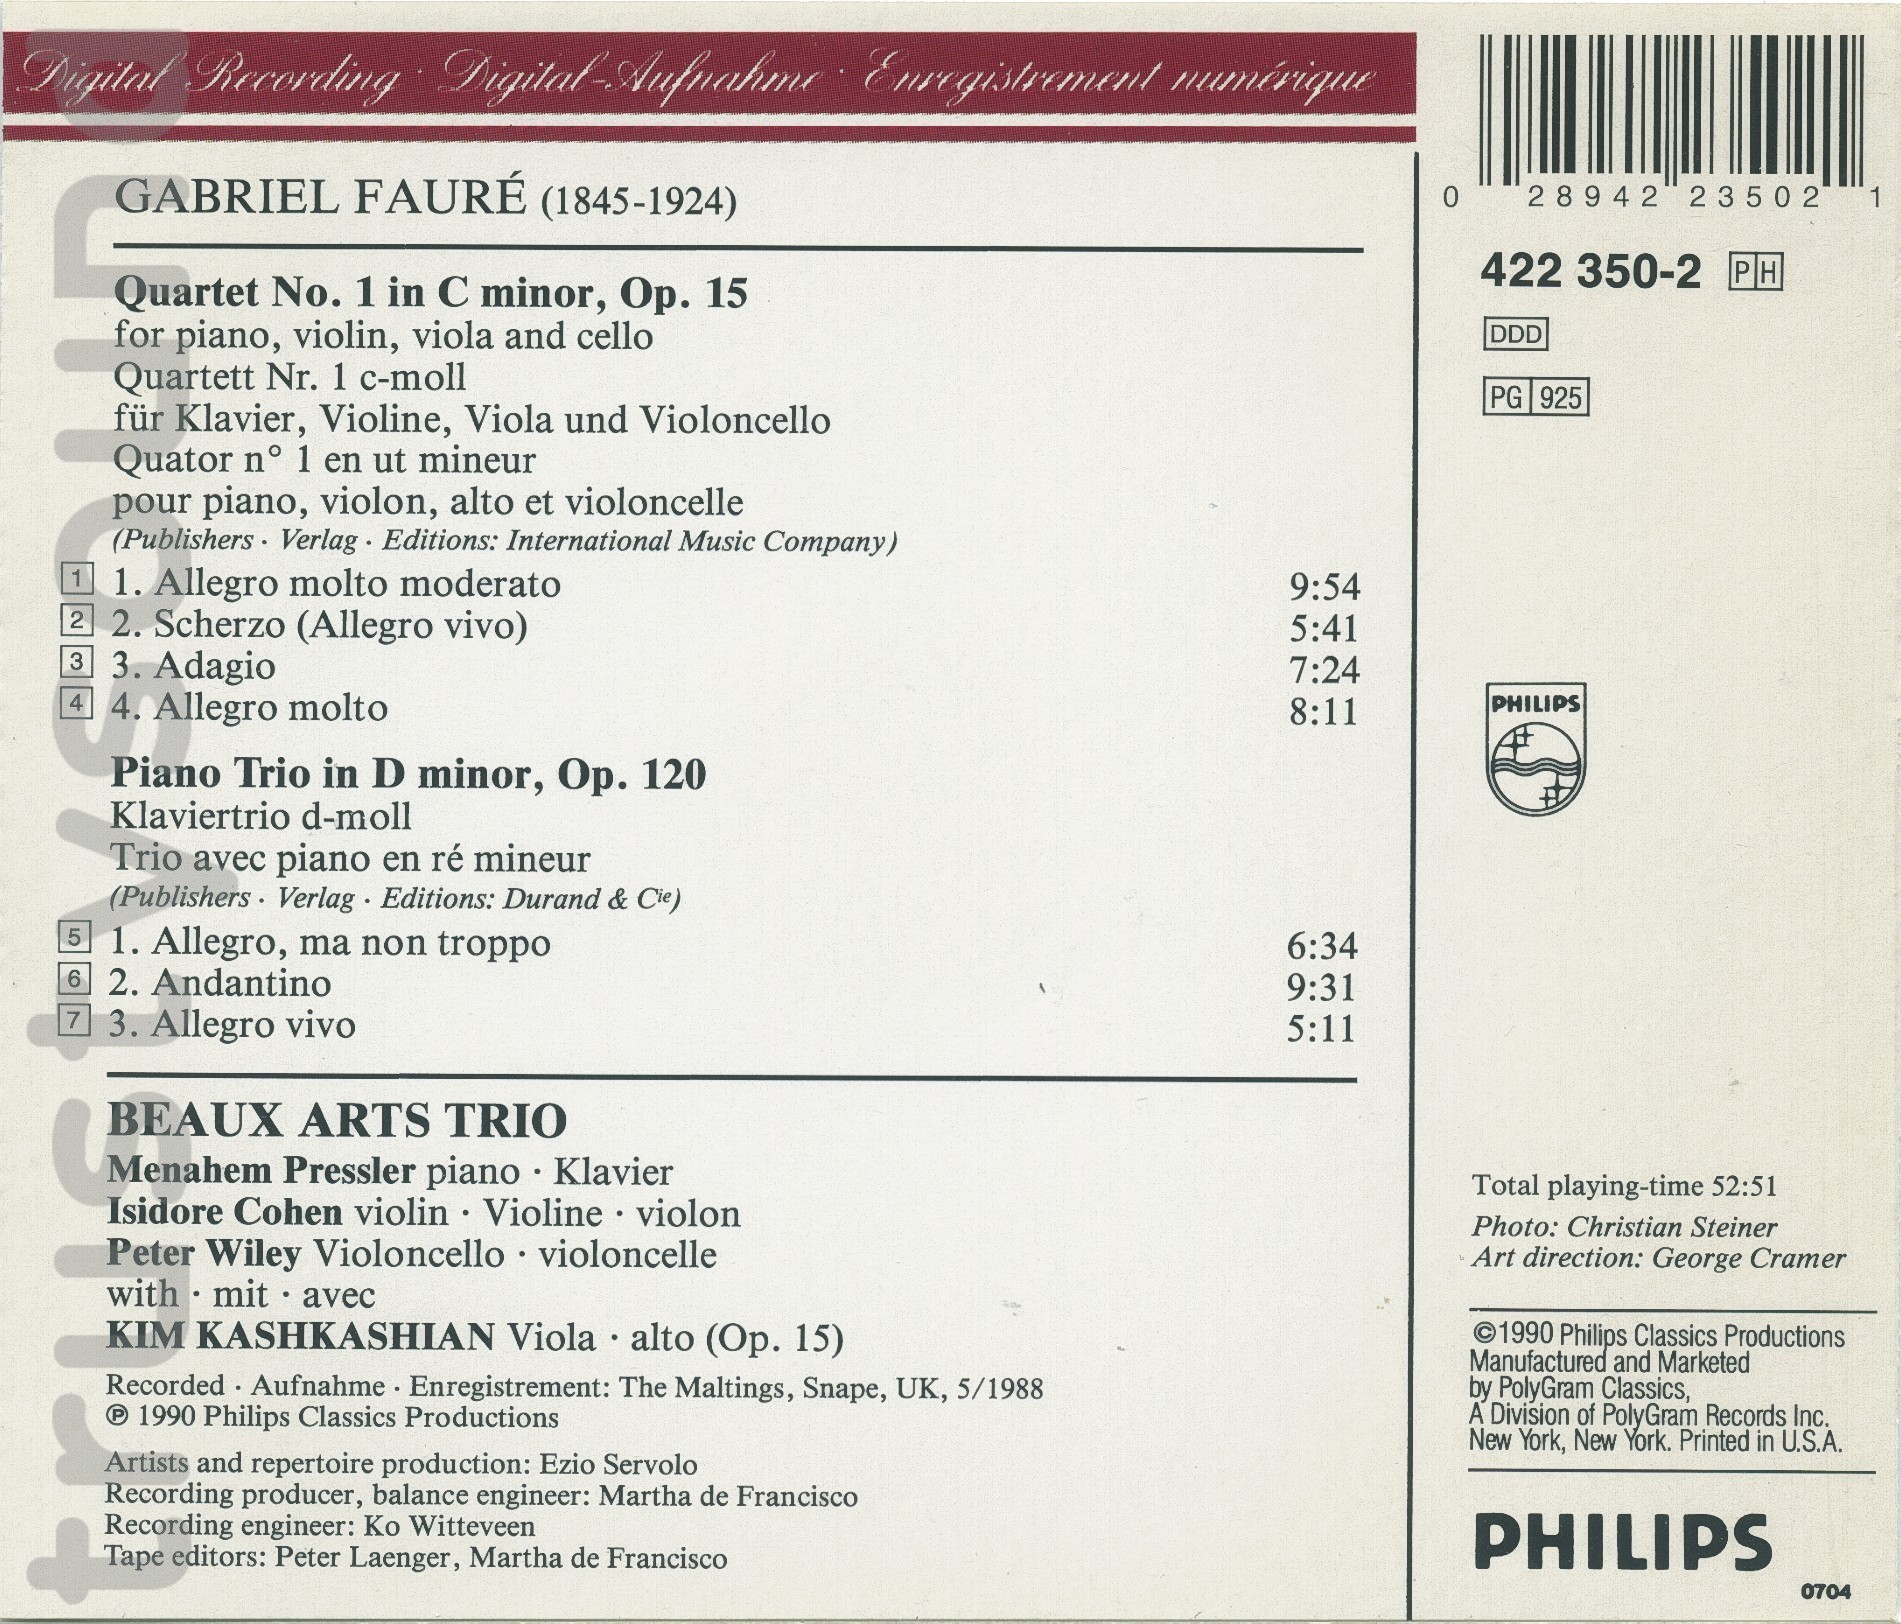 Digital Recording · Digital-Aufnahme · Enregistrement numérique
GABRIEL FAURÉ (1845-1924)
Quartet No. 1 in C minor, Op. 15
for piano, violin, viola and cello
Quartett Nr. 1 c-moll
für Klavier, Violine, Viola und Violoncello
Quator n° 1 en ut mineur
pour piano, violon, alto et violoncelle
(Publishers · Verlag · Editions: International Music Company)
1 1. Allegro molto moderato 9:54
2 2. Scherzo (Allegro vivo) 5:41
3 3. Adagio 7:24
4 4. Allegro molto 8:11
Piano Trio in D minor, Op. 120
Klaviertrio d-moll
Trio avec piano en ré mineur
(Publishers · Verlag · Editions: Durand & Cie)
5 1. Allegro, ma non troppo 6:34
6 2. Andantino 9:31
7 3. Allegro vivo 5:11
BEAUX ARTS TRIO
Menahem Pressler piano · Klavier
Isidore Cohen violin · Violine · violon
Peter Wiley Violoncello · violoncelle
with · mit · avec
KIM KASHKASHIAN Viola · alto (Op. 15)
Recorded · Aufnahme · Enregistrement: The Maltings, Snape, UK, 5/1988
℗ 1990 Philips Classics Productions
Artists and repertoire production: Ezio Servolo
Recording producer, balance engineer: Martha de Francisco
Recording engineer: Ko Witteveen
Tape editors: Peter Laenger, Martha de Francisco
0 28942 23502 1
422 350-2 PH
DDD
PG 925
PHILIPS
Total playing-time 52:51
Photo: Christian Steiner
Art direction: George Cramer
©1990 Philips Classics Productions
Manufactured and Marketed
by PolyGram Classics,
A Division of PolyGram Records Inc.
New York, New York. Printed in U.S.A.
PHILIPS
0704
trustvsound